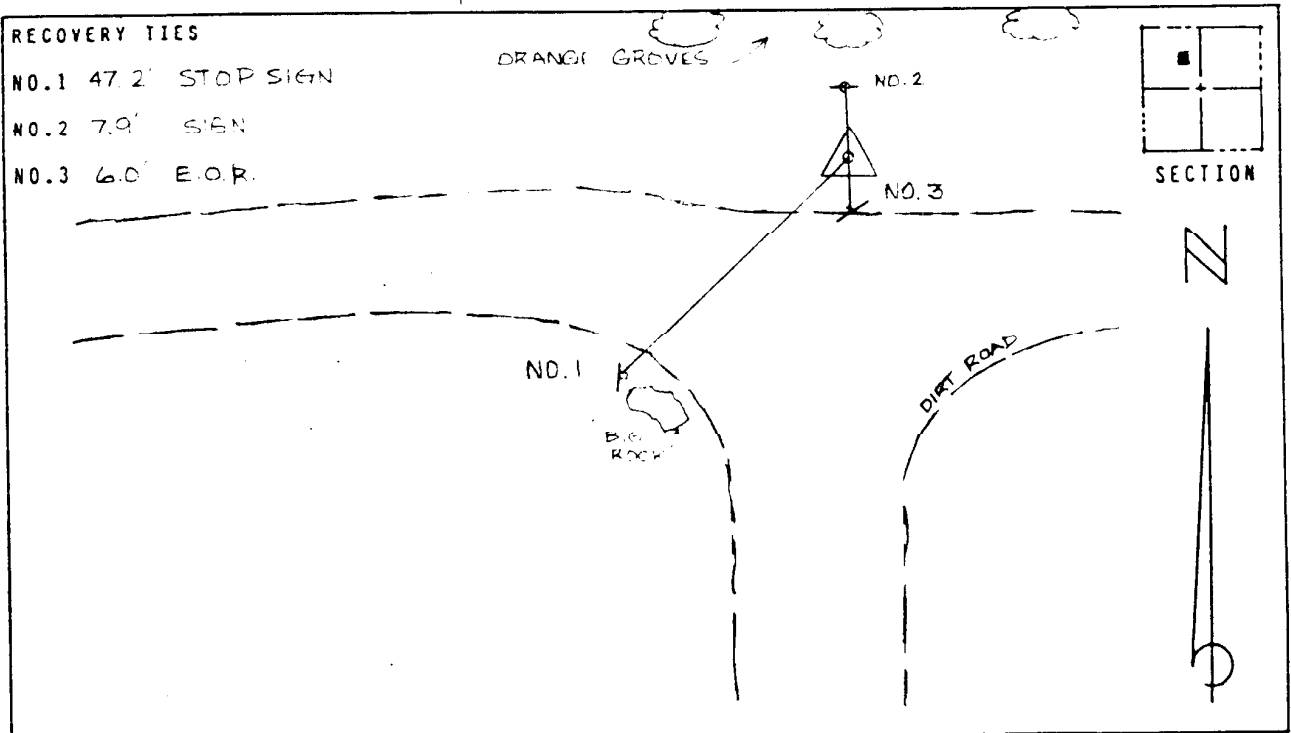 RECOVERY TIES
NO.1 47.2' STOP SIGN
NO.2 7.9' SIGN
NO.3 6.0' E.O.R.
ORANGE GROVES
NO.2
SECTION
NO.3
N
NO.1
DIRT ROAD
BIG
ROCK